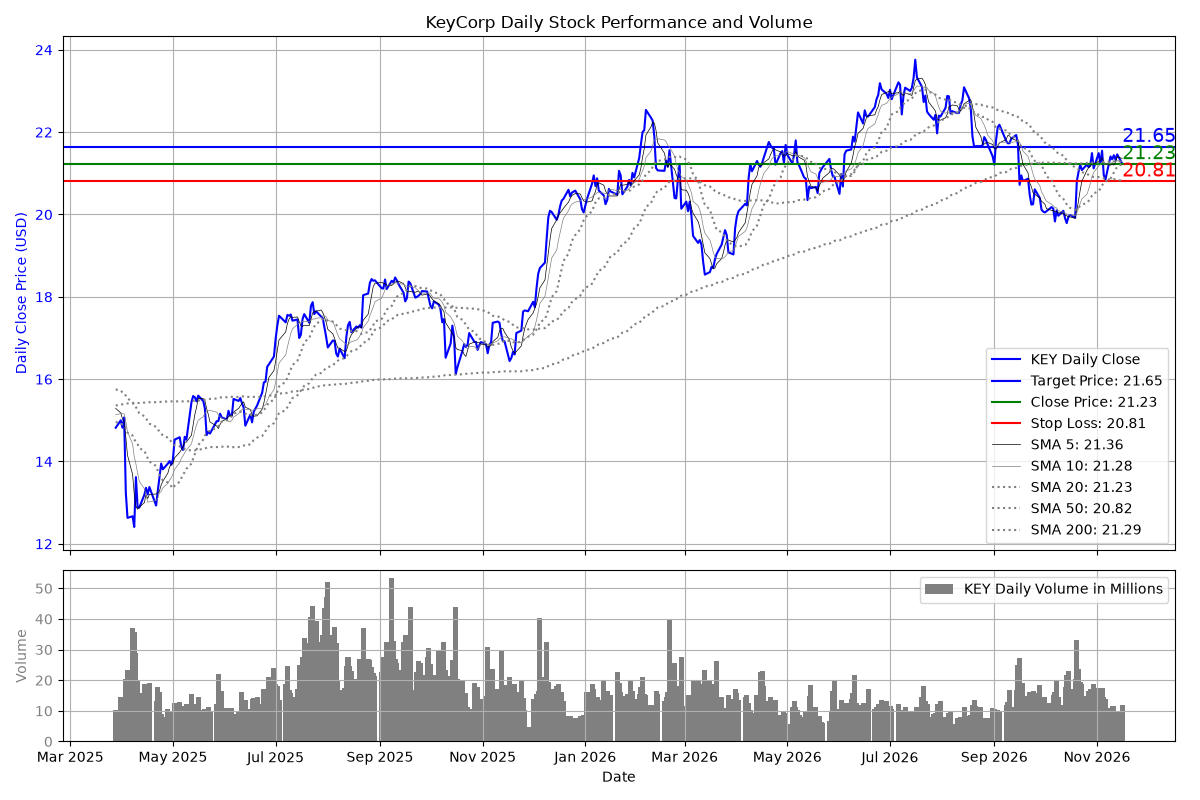 KeyCorp Daily Stock Performance and Volume
Daily Close Price (USD)
24
22
20
18
16
14
12
21.65
21.23
20.81
KEY Daily Close
Target Price: 21.65
Close Price: 21.23
Stop Loss: 20.81
SMA 5: 21.36
SMA 10: 21.28
SMA 20: 21.23
SMA 50: 20.82
SMA 200: 21.29
Volume
50
40
30
20
10
0
KEY Daily Volume in Millions
Mar 2025 May 2025 Jul 2025 Sep 2025 Nov 2025 Jan 2026 Mar 2026 May 2026 Jul 2026 Sep 2026 Nov 2026
Date